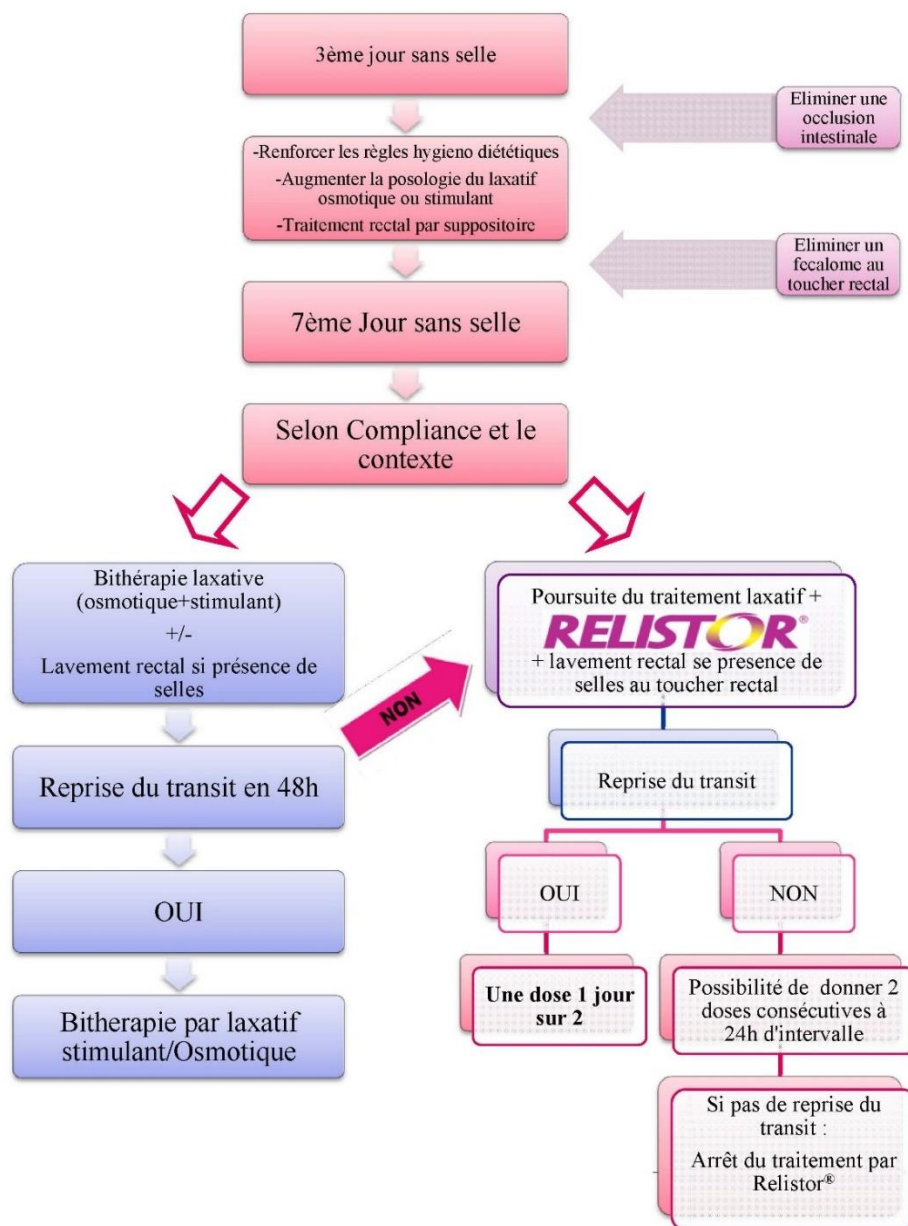 3ème jour sans selle
Eliminer une
occlusion
intestinale
-Renforcer les règles hygieno diététiques
-Augmenter la posologie du laxatif
osmotique ou stimulant
-Traitement rectal par suppositoire
Eliminer un
fecalome au
toucher rectal
7ème Jour sans selle
Selon Compliance et le
contexte
Bithérapie laxative
(osmotique+stimulant)
+/-
Lavement rectal si présence de
selles
NON
Poursuite du traitement laxatif +
RELISTOR®
+ lavement rectal se presence de
selles au toucher rectal
Reprise du transit en 48h
Reprise du transit
OUI
OUI
NON
Bitherapie par laxatif
stimulant/Osmotique
Une dose 1 jour
sur 2
Possibilité de donner 2
doses consécutives à
24h d'intervalle
Si pas de reprise du
transit :
Arrêt du traitement par
Relistor®